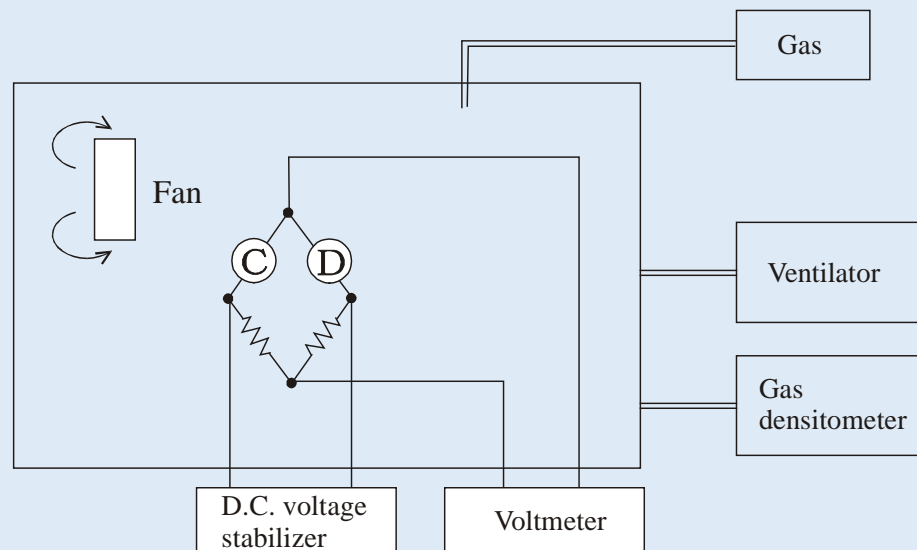 Gas
Fan
C
D
Ventilator
Gas
densitometer
D.C. voltage
stabilizer
Voltmeter